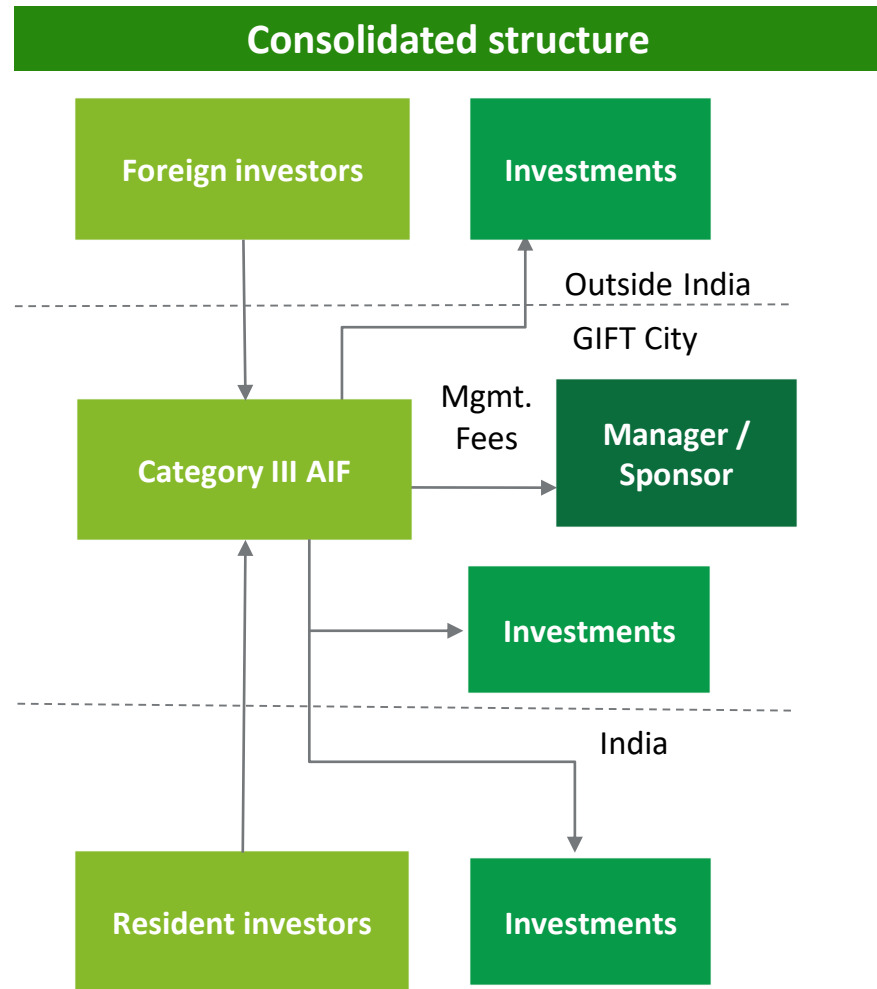 Consolidated structure
Foreign investors
Investments
Outside India
GIFT City
Mgmt.
Fees
Manager /
Sponsor
Category III AIF
Investments
India
Resident investors
Investments